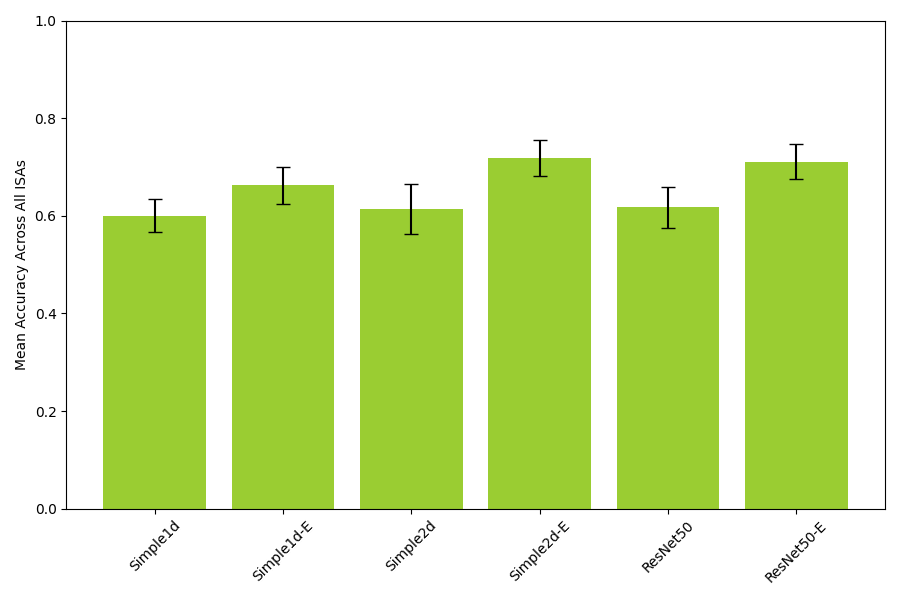 Mean Accuracy Across All ISAs
1.0
0.8
0.6
0.4
0.2
0.0
Simple1d
Simple1d-E
Simple2d
Simple2d-E
ResNet50
ResNet50-E